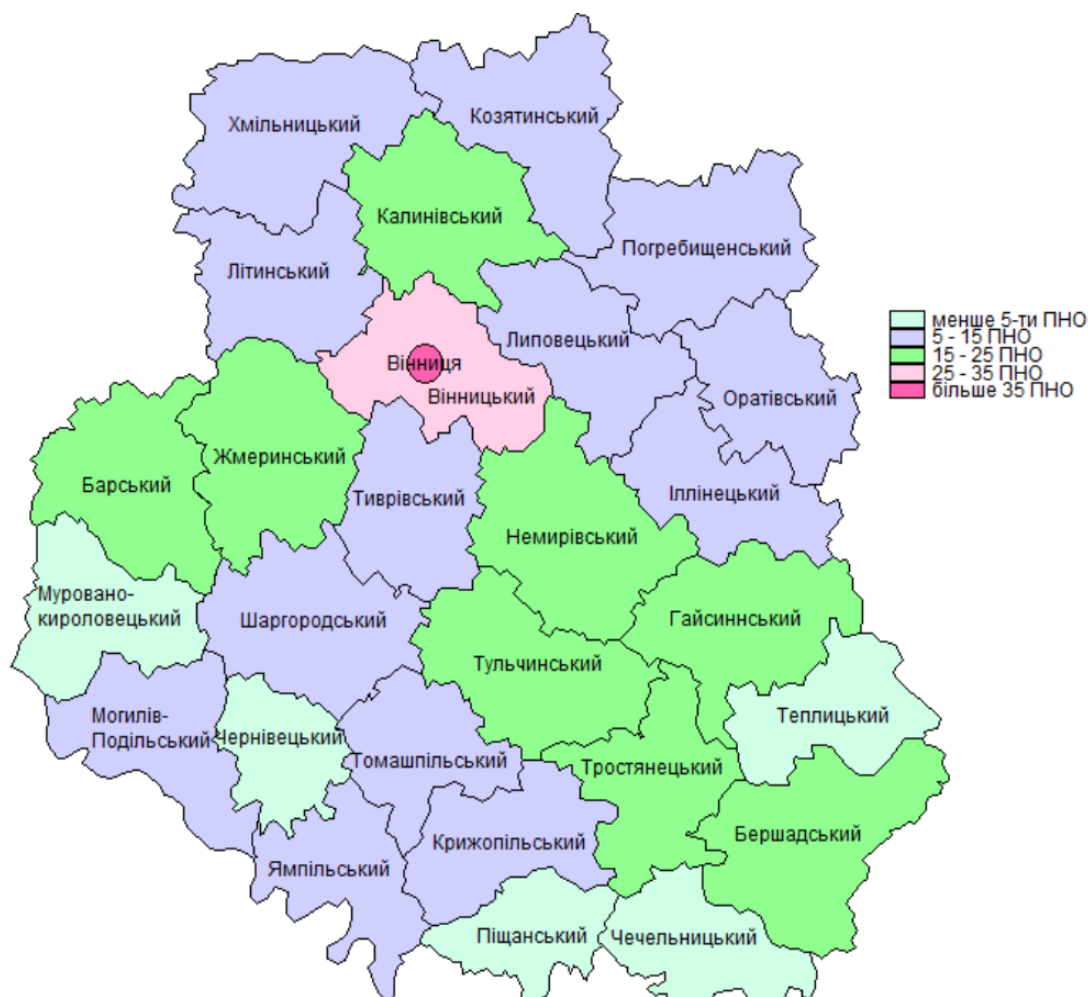 Козятинський
Хмільницький
Калинівський
Погребищенський
Літинський
менше 5-ти ПНО
5 - 15 ПНО
15 - 25 ПНО
25 - 35 ПНО
більше 35 ПНО
Липовецький
Вінниця
Вінницький
Оратівський
Жмеринський
Барський
Тиврівський
Іллінецький
Немирівський
Муровано-
кироловецький
Шаргородський
Гайсиннський
Тульчинський
Могилів-
Подільський
Чернівецький
Теплицький
Томашпільський
Тростянецький
Бершадський
Крижопільський
Ямпільський
Піщанський
Чечельницький